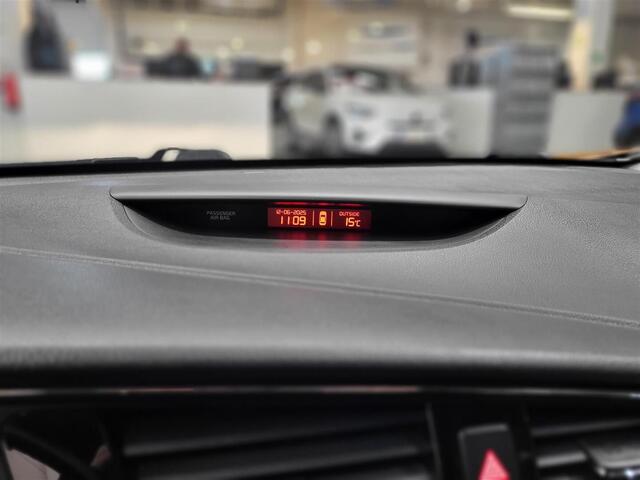 PASSENGER
AIR BAG
12-06-2025
11:09
OUTSIDE
15°C